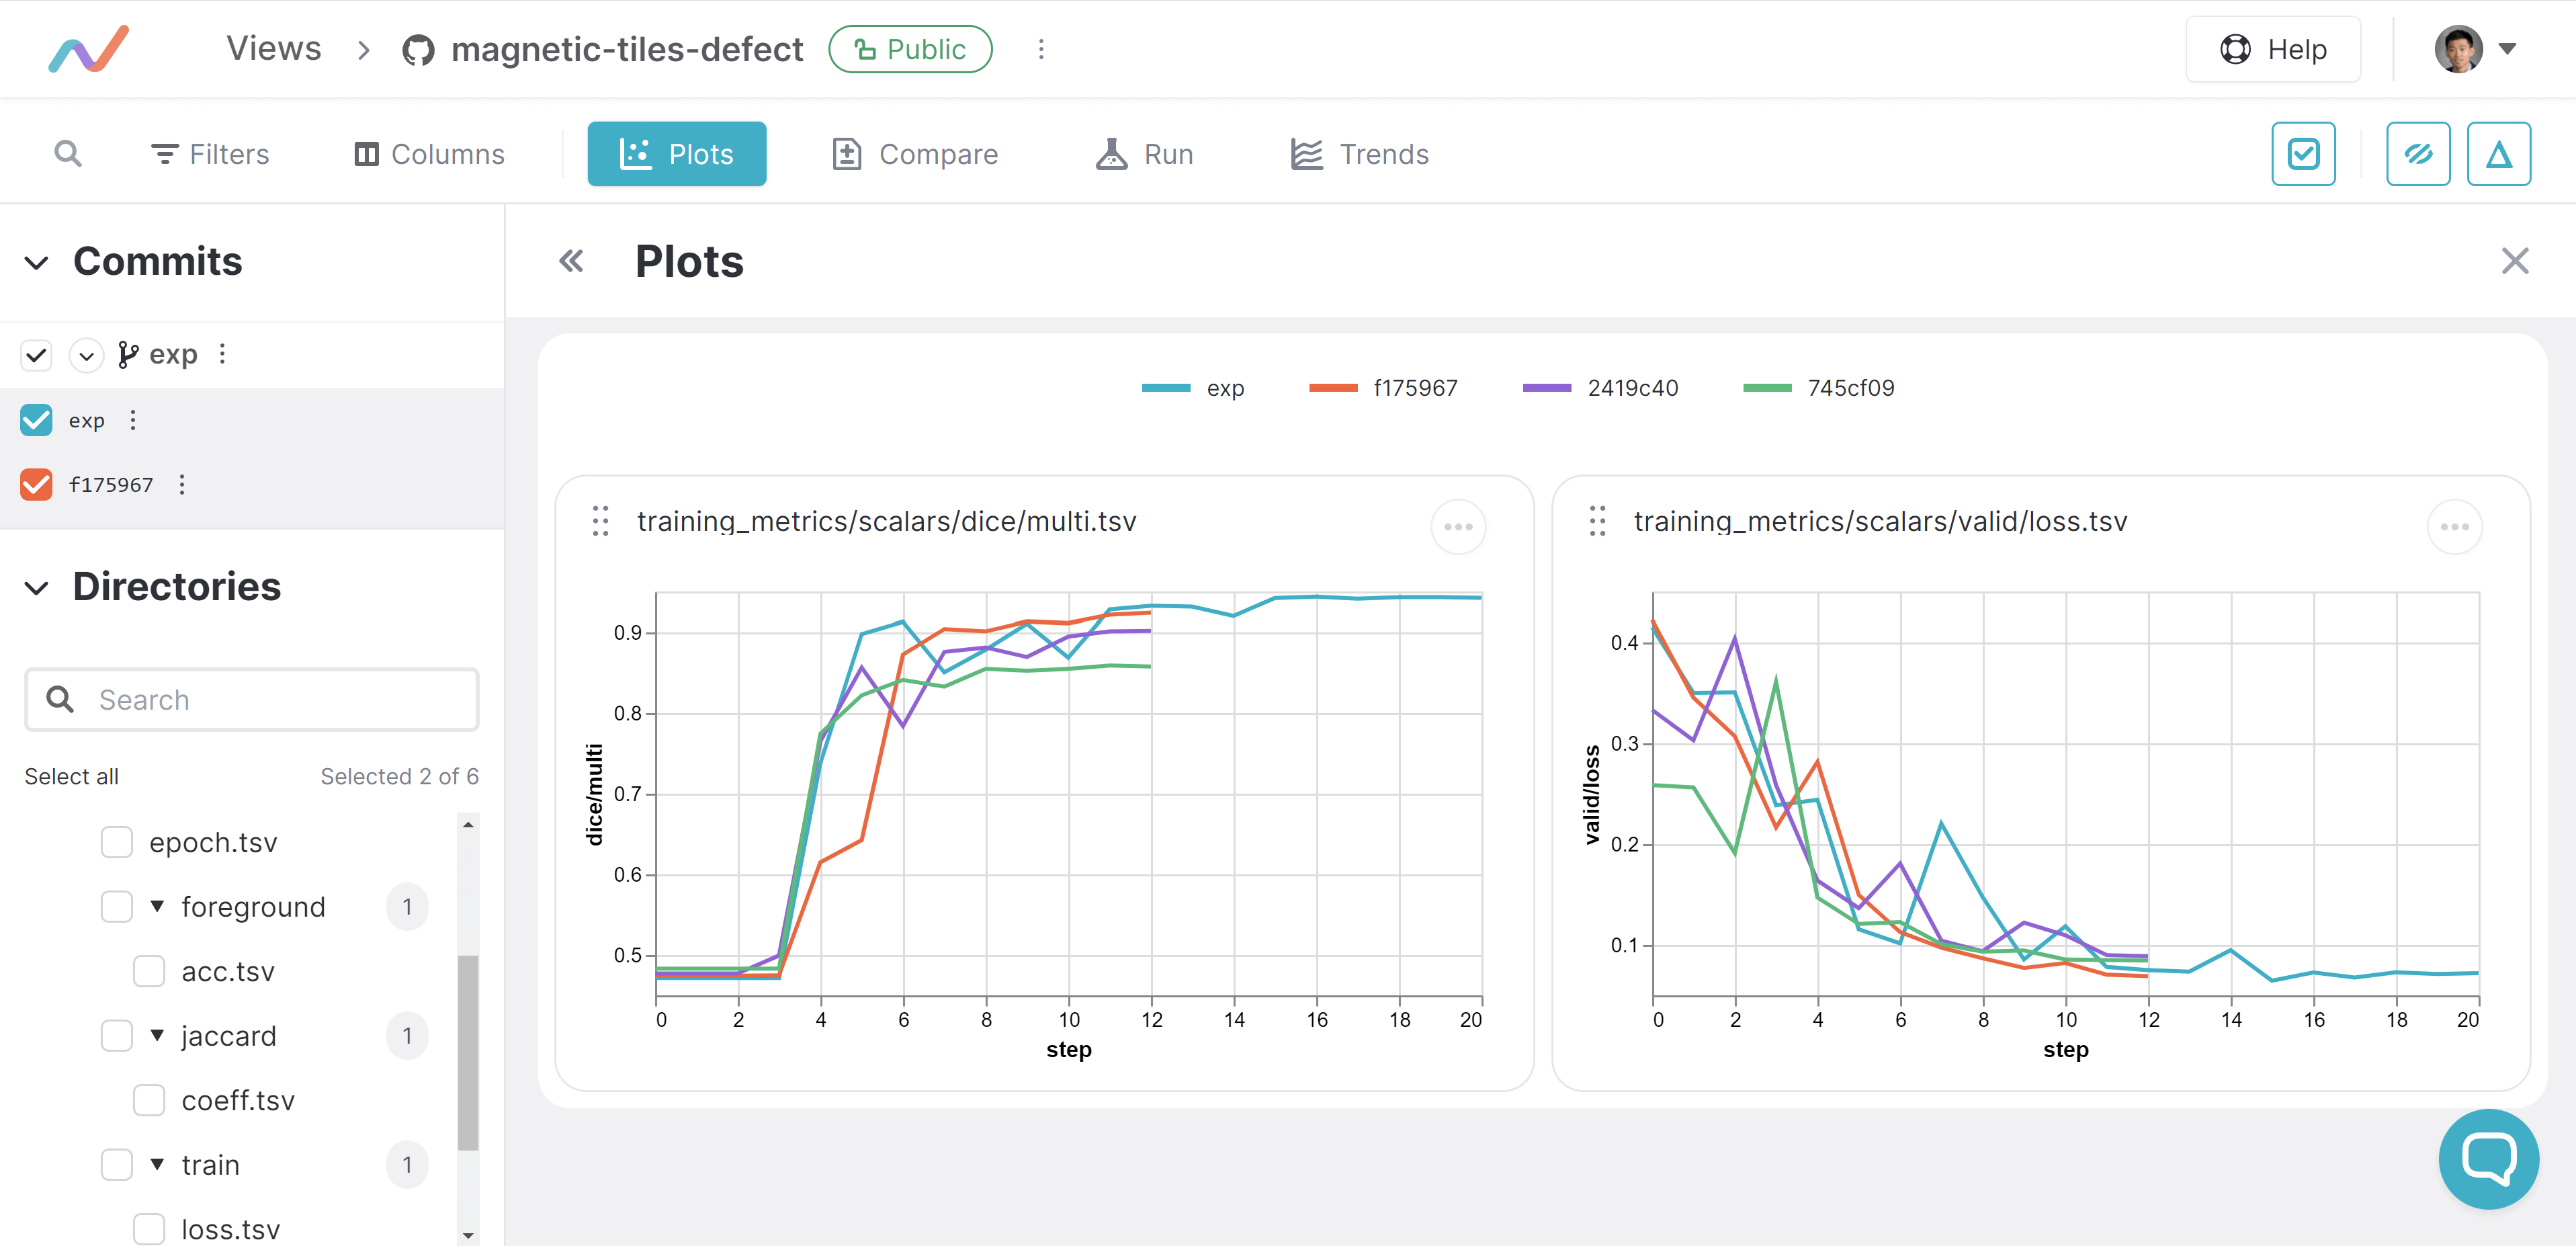 Views > magnetic-tiles-defect Public Help
Filters Columns Plots Compare Run Trends
Commits
exp
exp
f175967
Directories
Search
Select all Selected 2 of 6
epoch.tsv
foreground 1
acc.tsv
jaccard 1
coeff.tsv
train 1
loss.tsv
Plots
exp f175967 2419c40 745cf09
training_metrics/scalars/dice/multi.tsv
dice/multi
0.9
0.8
0.7
0.6
0.5
0 2 4 6 8 10 12 14 16 18 20
step
training_metrics/scalars/valid/loss.tsv
valid/loss
0.4
0.3
0.2
0.1
0 2 4 6 8 10 12 14 16 18 20
step